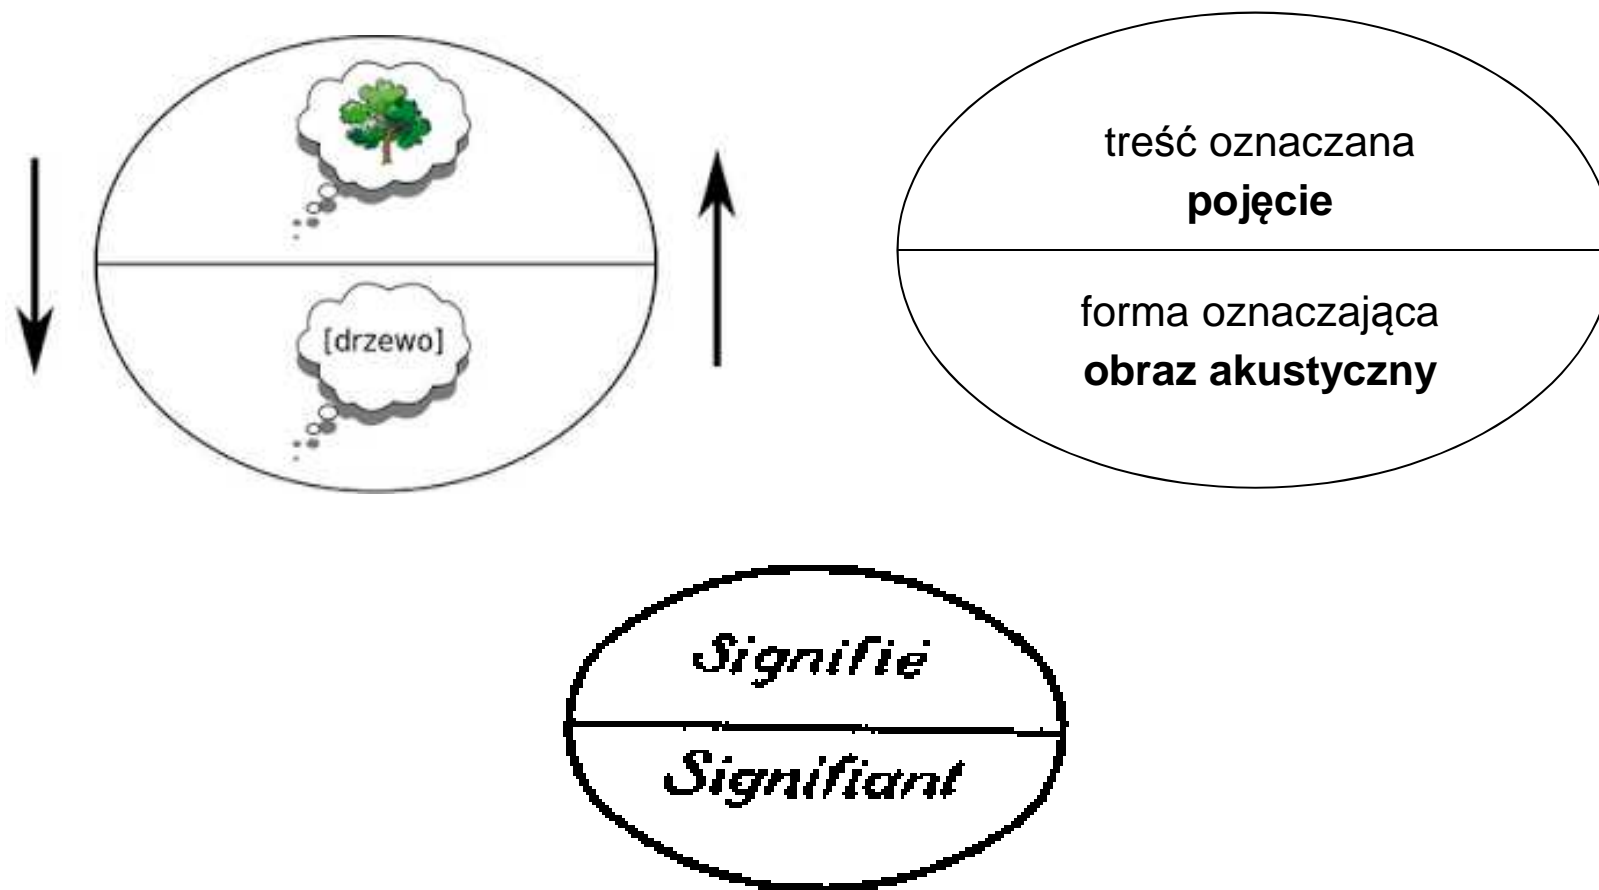 [drzewo]
treść oznaczana
pojęcie
forma oznaczająca
obraz akustyczny
Signifié
Signifiant